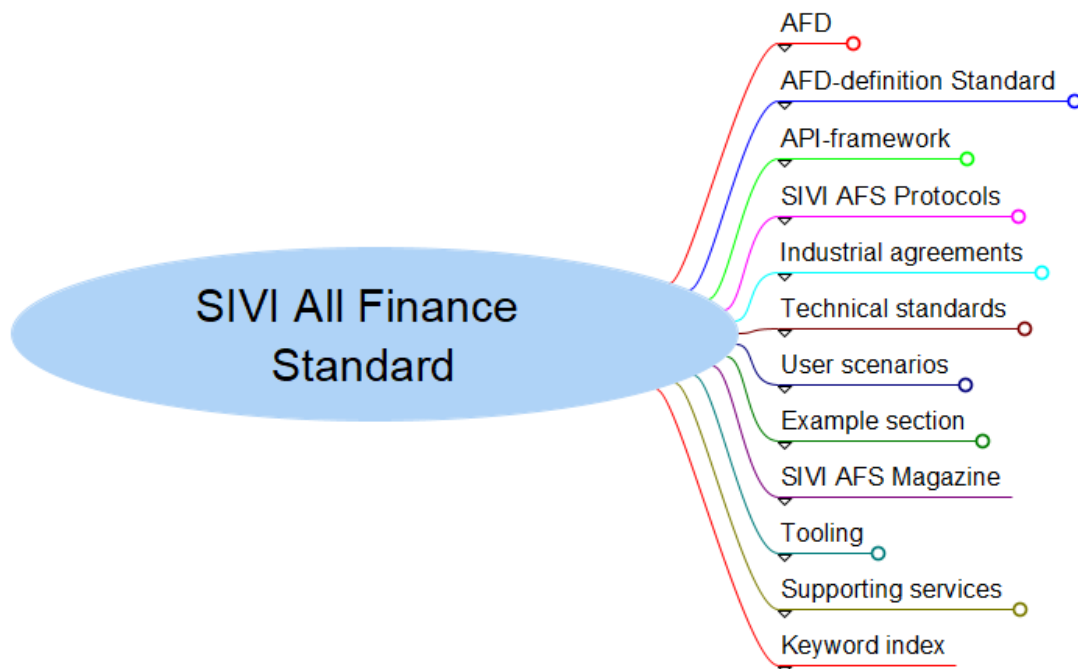 AFD
AFD-definition Standard
API-framework
SIVI AFS Protocols
Industrial agreements
SIVI All Finance
Standard
Technical standards
User scenarios
Example section
SIVI AFS Magazine
Tooling
Supporting services
Keyword index